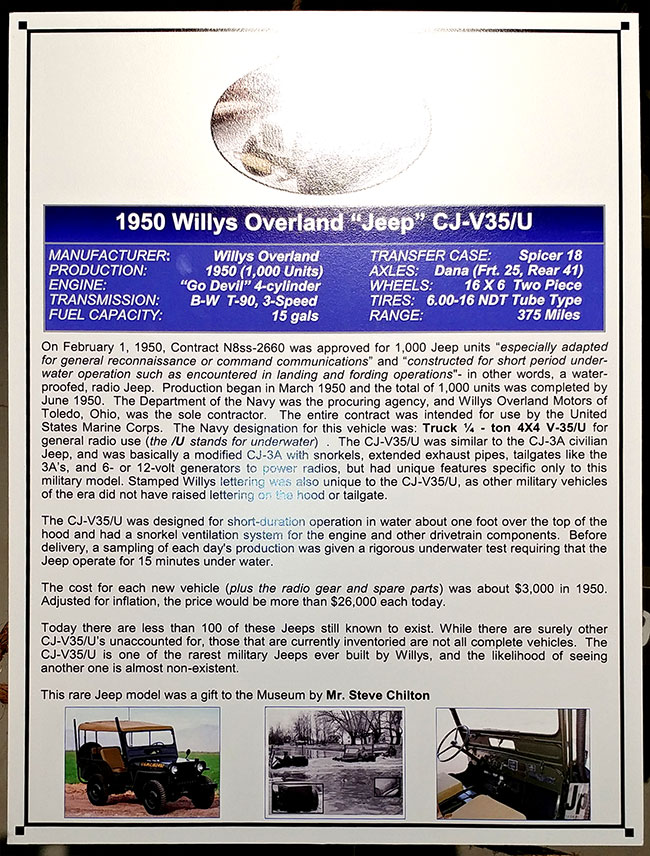 1950 Willys Overland “Jeep” CJ-V35/U
MANUFACTURER: Willys Overland
PRODUCTION: 1950 (1,000 Units)
ENGINE: “Go Devil” 4-cylinder
TRANSMISSION: B-W T-90, 3-Speed
FUEL CAPACITY: 15 gals
TRANSFER CASE: Spicer 18
AXLES: Dana (Frt. 25, Rear 41)
WHEELS: 16 X 6 Two Piece
TIRES: 6.00-16 NDT Tube Type
RANGE: 375 Miles
On February 1, 1950, Contract N8ss-2660 was approved for 1,000 Jeep units “especially adapted
for general reconnaissance or command communications” and “constructed for short period under-
water operation such as encountered in landing and fording operations”- in other words, a water-
proofed, radio Jeep. Production began in March 1950 and the total of 1,000 units was completed by
June 1950. The Department of the Navy was the procuring agency, and Willys Overland Motors of
Toledo, Ohio, was the sole contractor. The entire contract was intended for use by the United
States Marine Corps. The Navy designation for this vehicle was: Truck ¼ - ton 4X4 V-35/U for
general radio use (the /U stands for underwater) . The CJ-V35/U was similar to the CJ-3A civilian
Jeep, and was basically a modified CJ-3A with snorkels, extended exhaust pipes, tailgates like the
3A's, and 6- or 12-volt generators to power radios, but had unique features specific only to this
military model. Stamped Willys lettering was also unique to the CJ-V35/U, as other military vehicles
of the era did not have raised lettering on the hood or tailgate.
The CJ-V35/U was designed for short-duration operation in water about one foot over the top of the
hood and had a snorkel ventilation system for the engine and other drivetrain components. Before
delivery, a sampling of each day's production was given a rigorous underwater test requiring that the
Jeep operate for 15 minutes under water.
The cost for each new vehicle (plus the radio gear and spare parts) was about $3,000 in 1950.
Adjusted for inflation, the price would be more than $26,000 each today.
Today there are less than 100 of these Jeeps still known to exist. While there are surely other
CJ-V35/U's unaccounted for, those that are currently inventoried are not all complete vehicles. The
CJ-V35/U is one of the rarest military Jeeps ever built by Willys, and the likelihood of seeing
another one is almost non-existent.
This rare Jeep model was a gift to the Museum by Mr. Steve Chilton